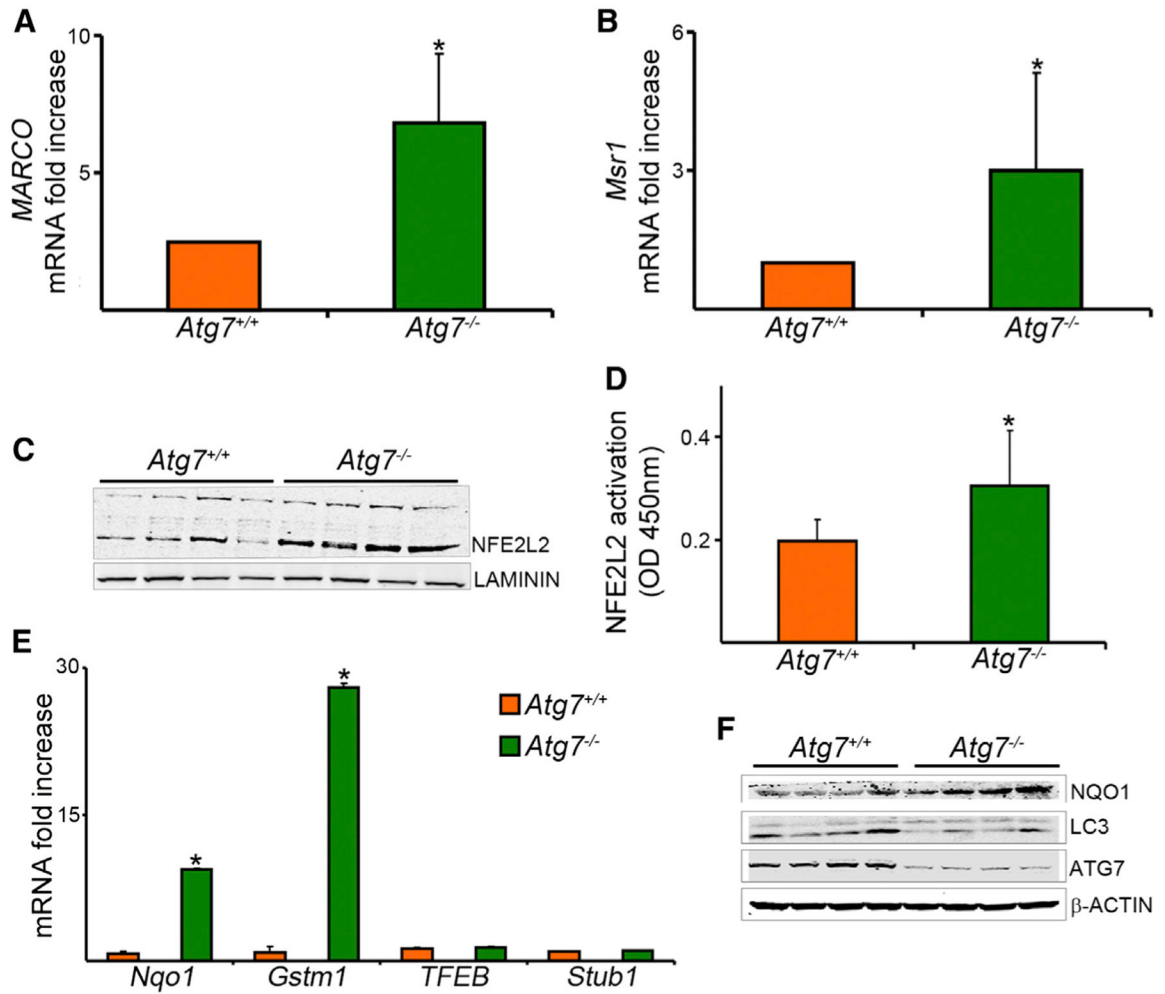 A
10
*
MARCO
mRNA fold increase
5
Atg7+/+
Atg7-/-
B
6
*
Msr1
mRNA fold increase
3
Atg7+/+
Atg7-/-
C
Atg7+/+
Atg7-/-
NFE2L2
LAMININ
D
*
0.4
NFE2L2 activation
(OD 450nm)
0.2
Atg7+/+
Atg7-/-
E
30
*
Atg7+/+
Atg7-/-
mRNA fold increase
15
*
Nqo1
Gstm1
TFEB
Stub1
F
Atg7+/+
Atg7-/-
NQO1
LC3
ATG7
β-ACTIN